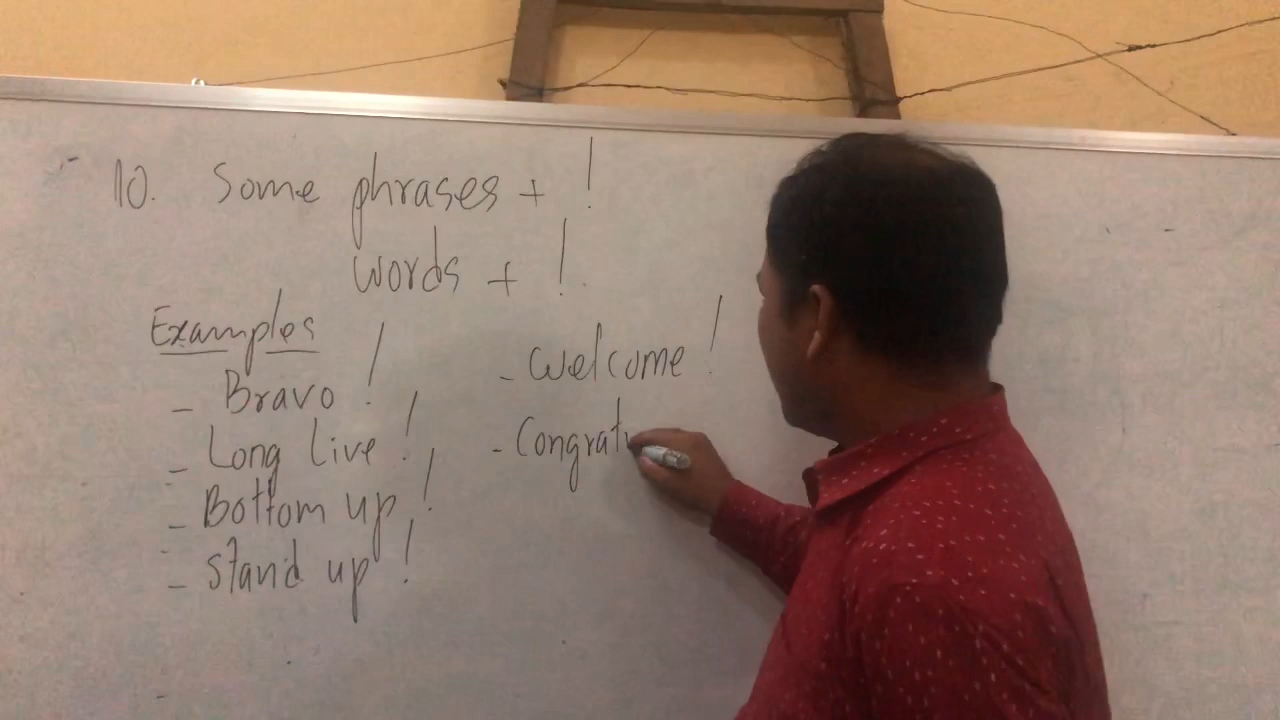 10. Some phrases + !
words + !
Examples
- Bravo !
- Long live !
- Bottom up !
- Stand up !
- Welcome !
- Congrat